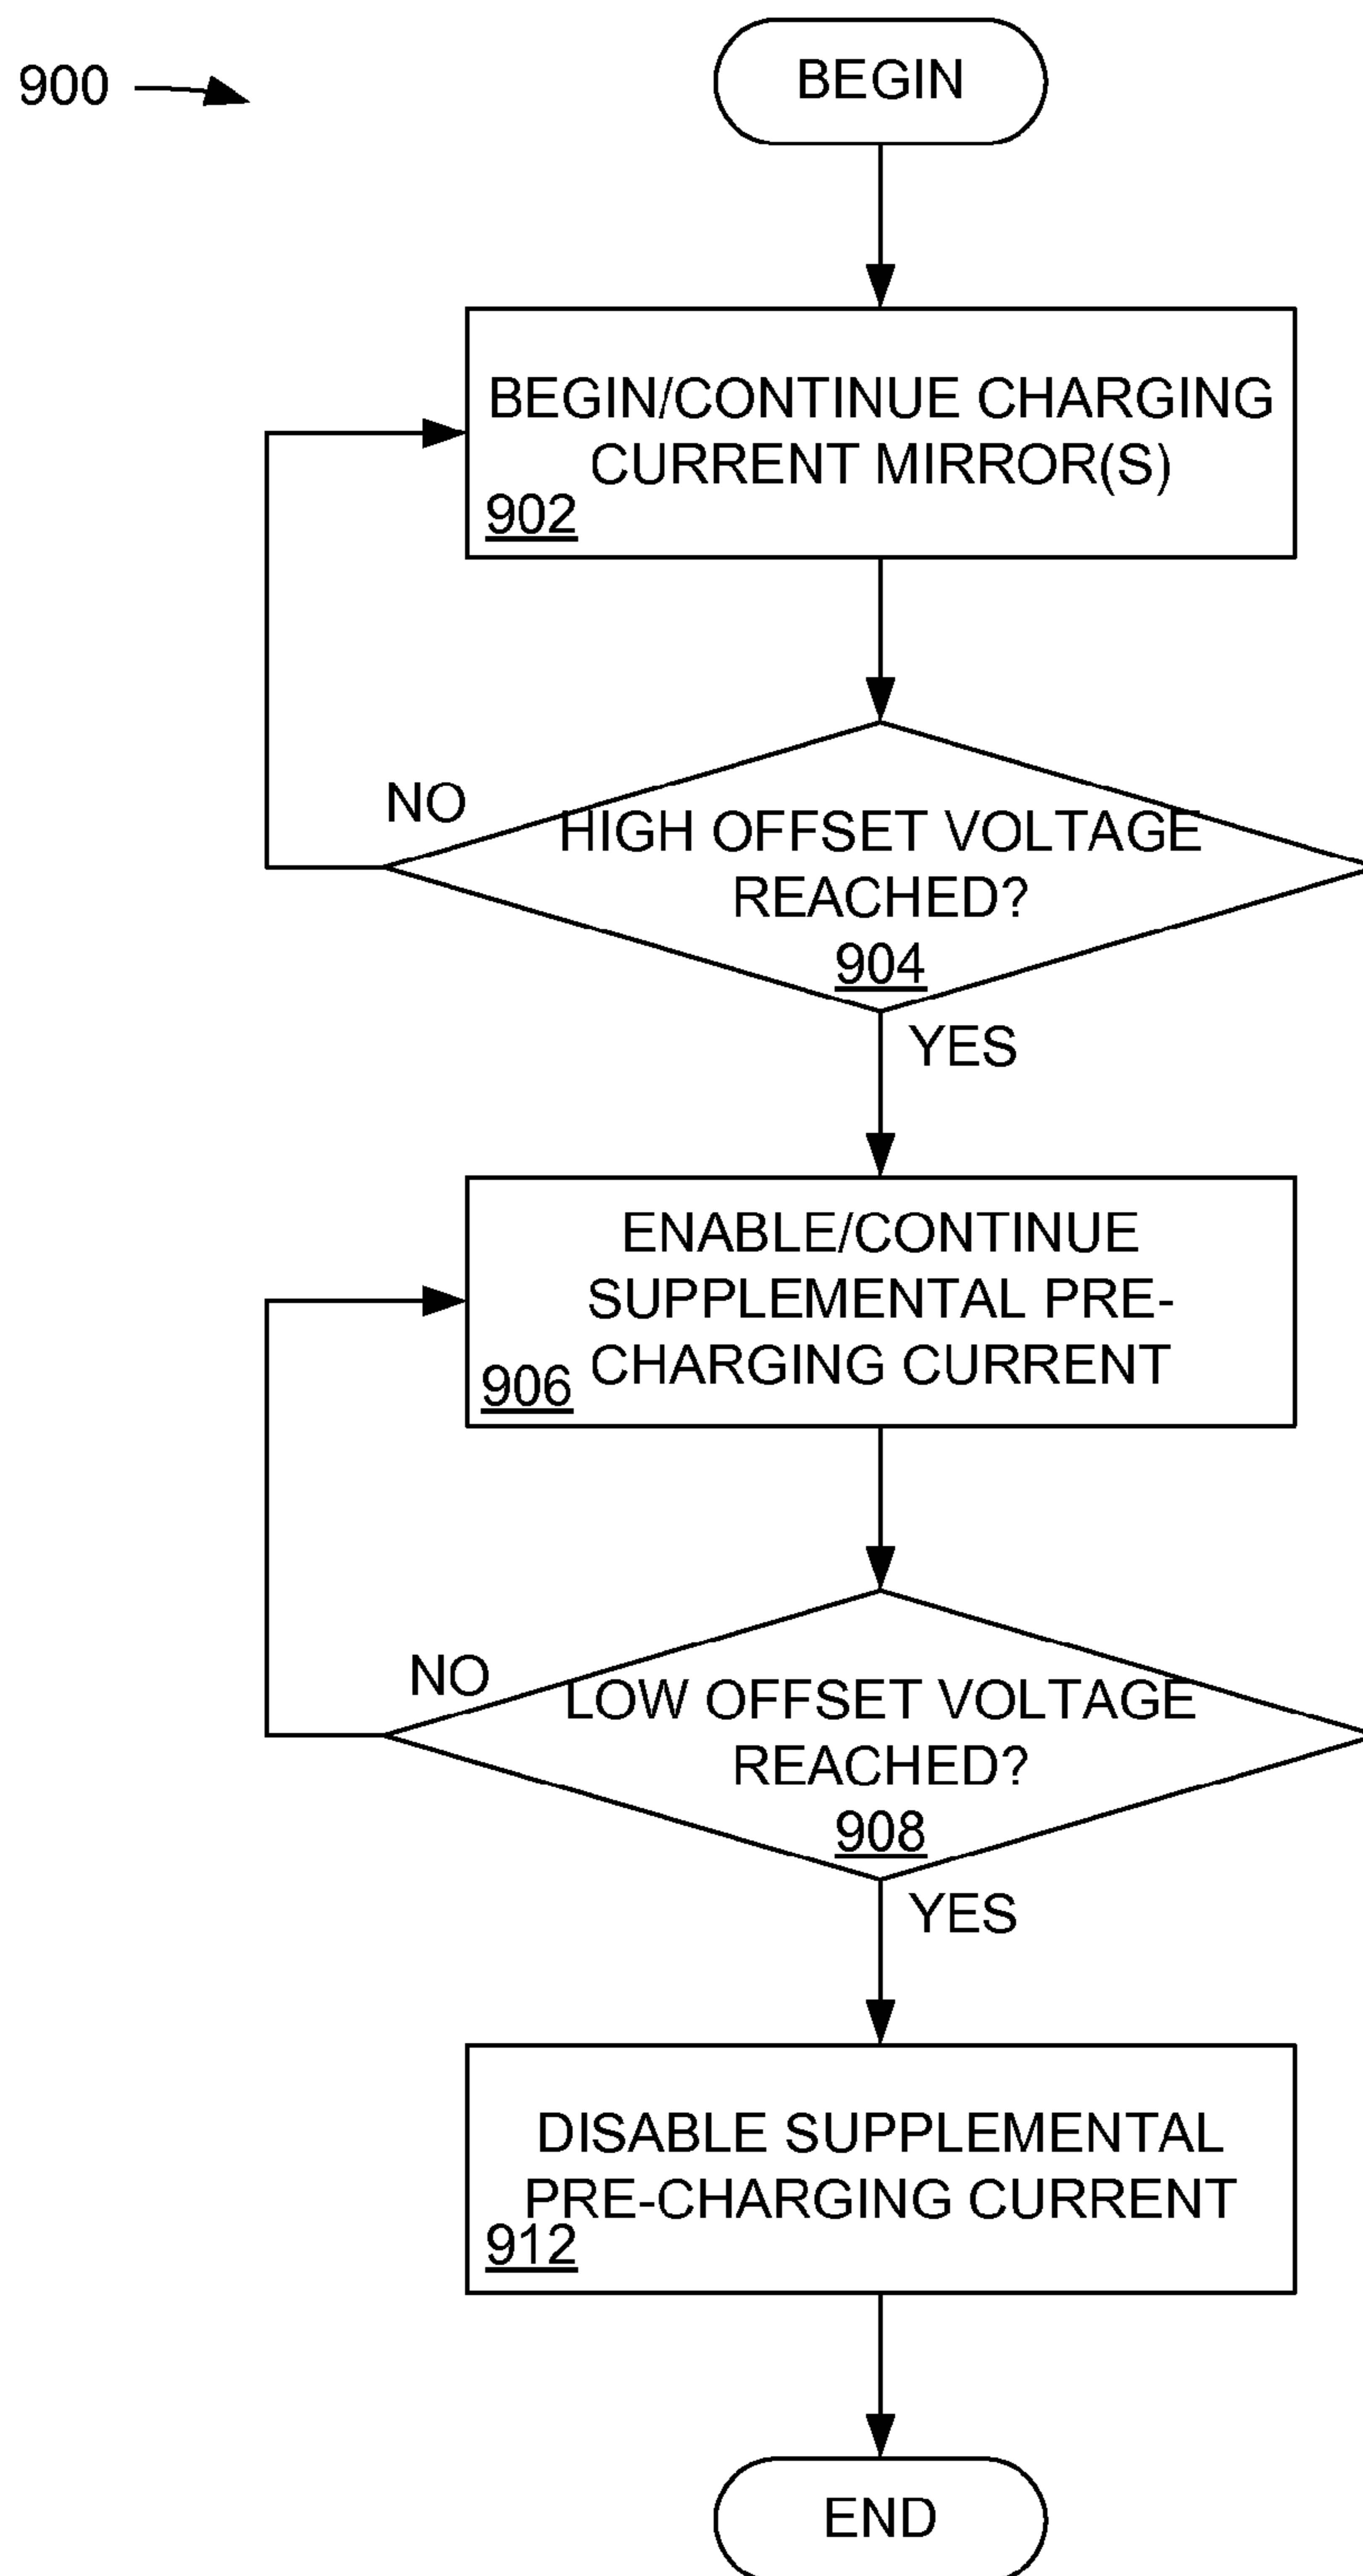 900
BEGIN
BEGIN/CONTINUE CHARGING
CURRENT MIRROR(S)
902
NO
HIGH OFFSET VOLTAGE
REACHED?
904
YES
ENABLE/CONTINUE
SUPPLEMENTAL PRE-
CHARGING CURRENT
906
NO
LOW OFFSET VOLTAGE
REACHED?
908
YES
DISABLE SUPPLEMENTAL
PRE-CHARGING CURRENT
912
END